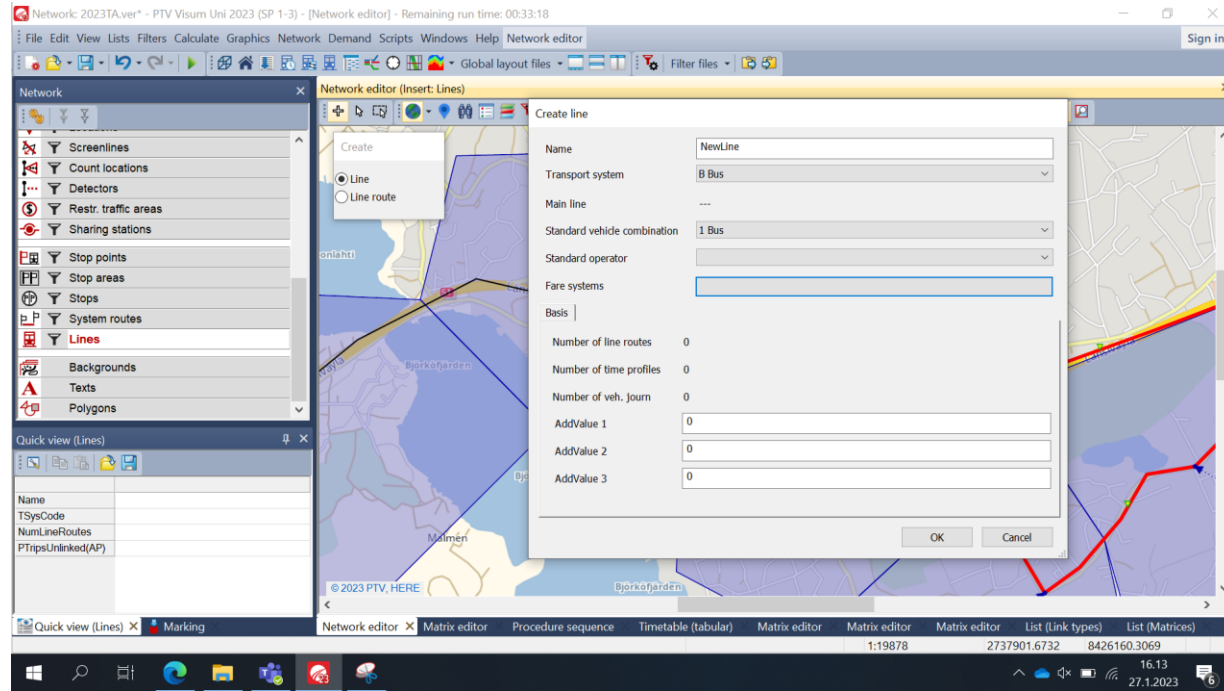 Network: 2023TA.ver* - PTV Visum Uni 2023 (SP 1-3) - [Network editor] - Remaining run time: 00:33:18
File Edit View Lists Filters Calculate Graphics Network Demand Scripts Windows Help Network editor
Sign in
Global layout files
Filter files
Network
Network editor (Insert: Lines)
Screenlines
Count locations
Detectors
Restr. traffic areas
Sharing stations
Stop points
Stop areas
Stops
System routes
Lines
Backgrounds
Texts
Polygons
Create
Line
Line route
Create line
Name NewLine
Transport system B Bus
Main line ---
Standard vehicle combination 1 Bus
Standard operator
Fare systems
Basis
Number of line routes 0
Number of time profiles 0
Number of veh. journ 0
AddValue 1 0
AddValue 2 0
AddValue 3 0
OK Cancel
Björköfjärden
Malmén
Björköfjärden
© 2023 PTV, HERE
Quick view (Lines)
Name
TSysCode
NumLineRoutes
PTripsUnlinked(AP)
Quick view (Lines) Marking
Network editor Matrix editor Procedure sequence Timetable (tabular) Matrix editor Matrix editor Matrix editor List (Link types) List (Matrices)
1:19878 2737901.6732 8426160.3069
16.13
27.1.2023
6